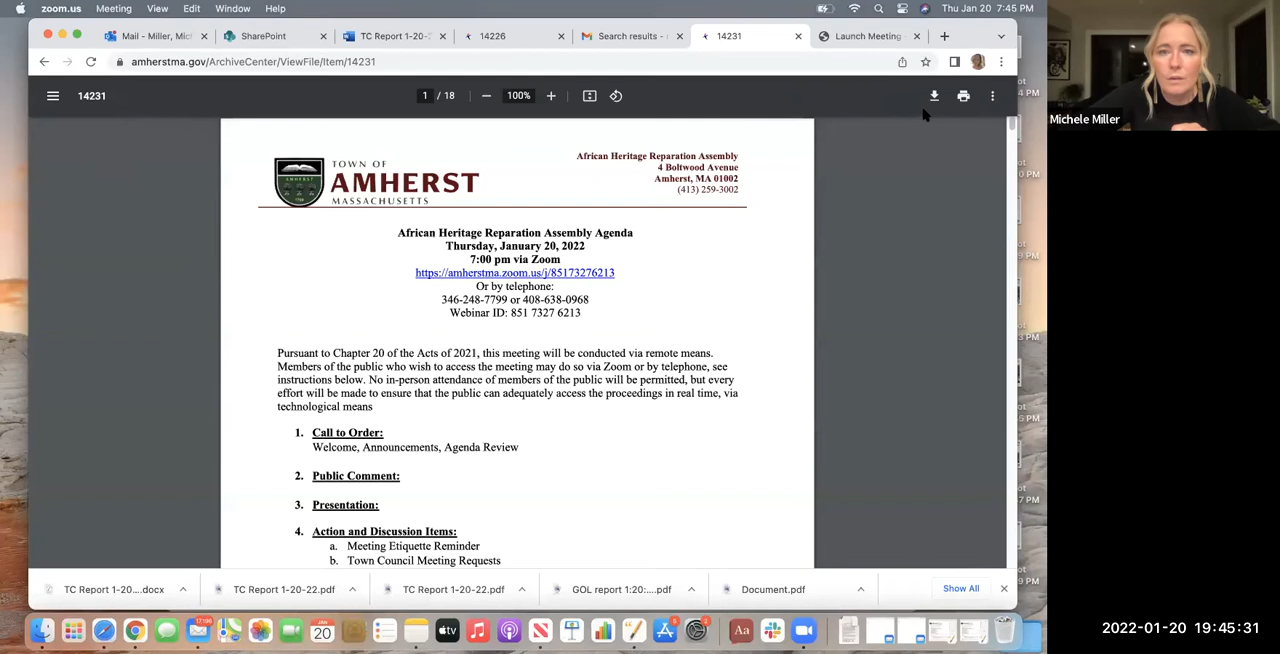 zoom.us Meeting View Edit Window Help Thu Jan 20 7:45 PM
Mail - Miller, Mic
SharePoint
TC Report 1-20-
14226
Search results -
14231
Launch Meeting -
amherstma.gov/ArchiveCenter/ViewFile/Item/14231
14231 1 / 18 100%
African Heritage Reparation Assembly
4 Boltwood Avenue
Amherst, MA 01002
(413) 259-3002
TOWN OF
AMHERST
MASSACHUSETTS
AMHERST
African Heritage Reparation Assembly Agenda
Thursday, January 20, 2022
7:00 pm via Zoom
https://amherstma.zoom.us/j/85173276213
Or by telephone:
346-248-7799 or 408-638-0968
Webinar ID: 851 7327 6213
Pursuant to Chapter 20 of the Acts of 2021, this meeting will be conducted via remote means.
Members of the public who wish to access the meeting may do so via Zoom or by telephone, see
instructions below. No in-person attendance of members of the public will be permitted, but every
effort will be made to ensure that the public can adequately access the proceedings in real time, via
technological means
1. Call to Order:
Welcome, Announcements, Agenda Review
2. Public Comment:
3. Presentation:
4. Action and Discussion Items:
a. Meeting Etiquette Reminder
b. Town Council Meeting Requests
TC Report 1-20....docx
TC Report 1-20-22.pdf
TC Report 1-20-22.pdf
GOL report 1:20:....pdf
Document.pdf
Show All
JAN
20
tv
Aa
Michele Miller
2022-01-20 19:45:31